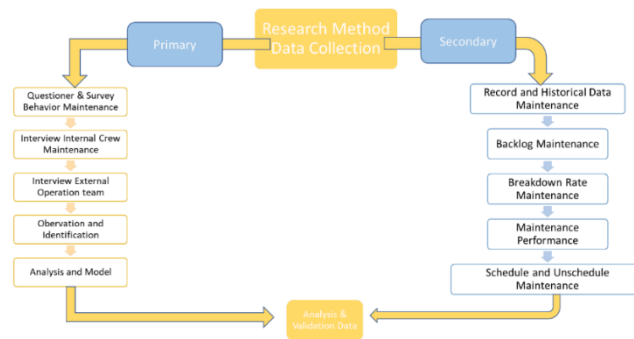 Research Method
Data Collection
Primary
Secondary
Questioner & Survey
Behavior Maintenance
Interview Internal Crew
Maintenance
Interview External
Operation team
Obervation and
Identification
Analysis and Model
Record and Historical Data
Maintenance
Backlog Maintenance
Breakdown Rate
Maintenance
Maintenance
Performance
Schedule and Unschedule
Maintenance
Analysis &
Validation Data